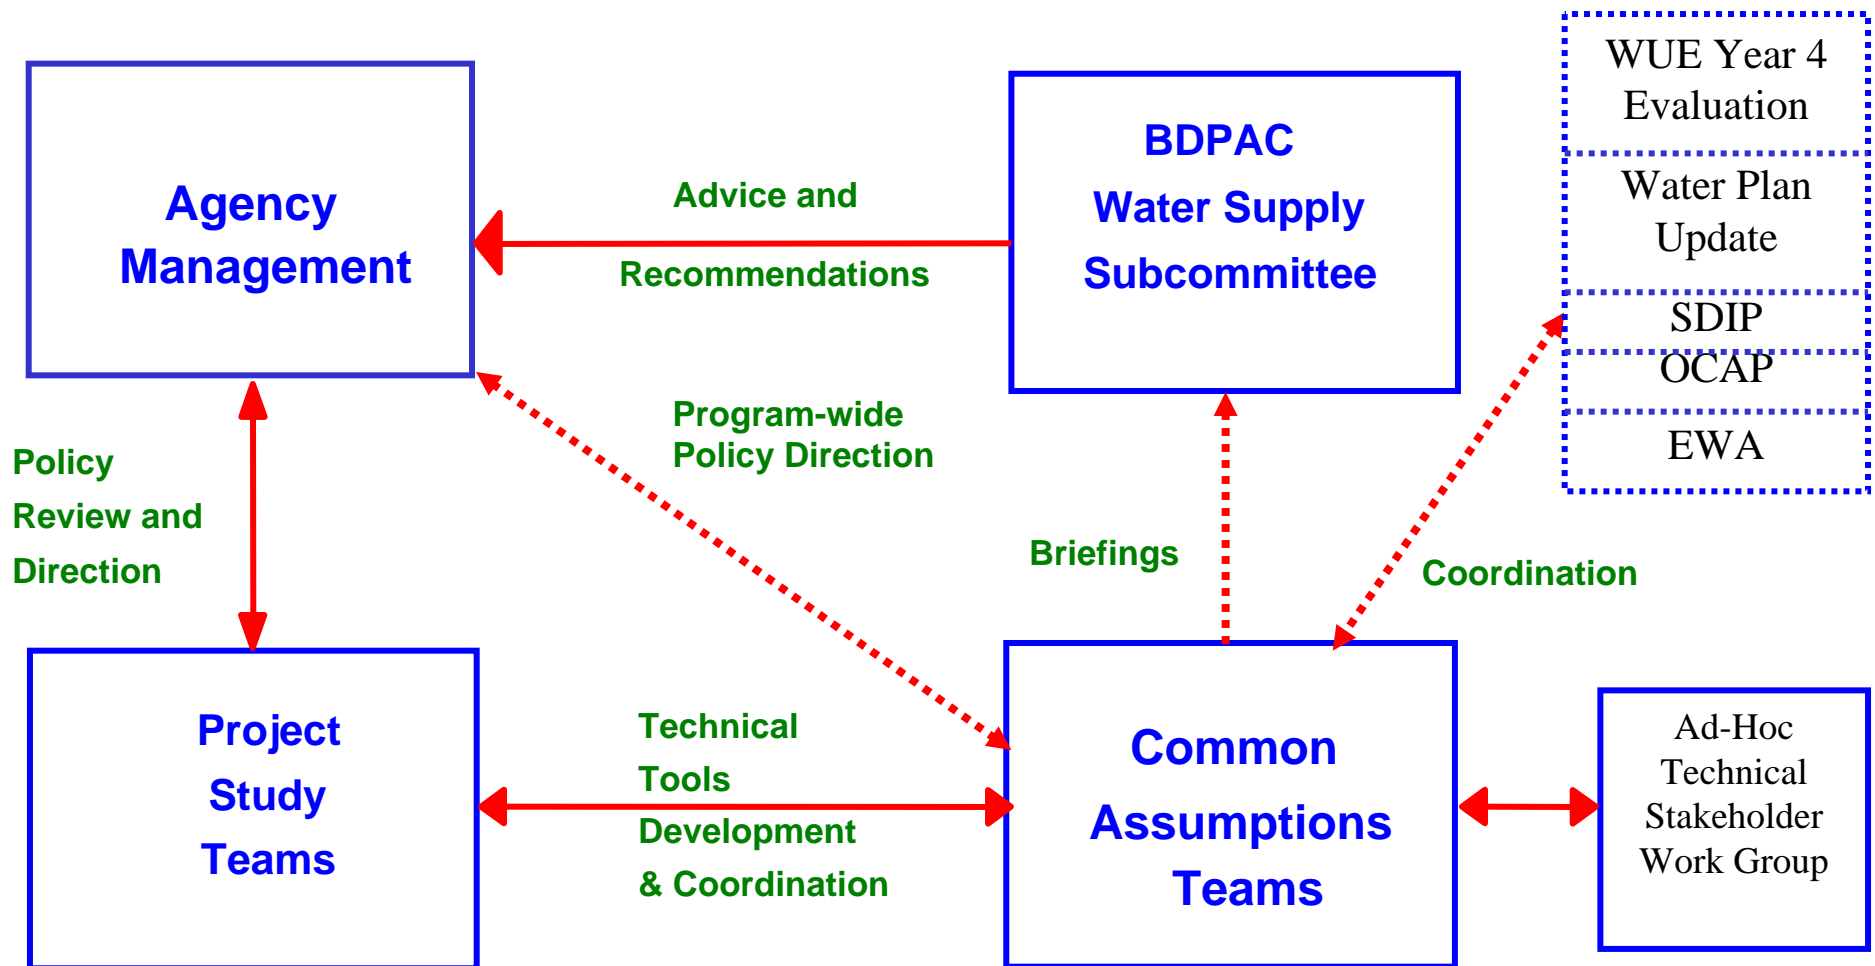 Agency
Management
Advice and
Recommendations
BDPAC
Water Supply
Subcommittee
WUE Year 4
Evaluation
Water Plan
Update
SDIP
OCAP
EWA
Policy
Review and
Direction
Program-wide
Policy Direction
Briefings
Coordination
Project
Study
Teams
Technical
Tools
Development
& Coordination
Common
Assumptions
Teams
Ad-Hoc
Technical
Stakeholder
Work Group